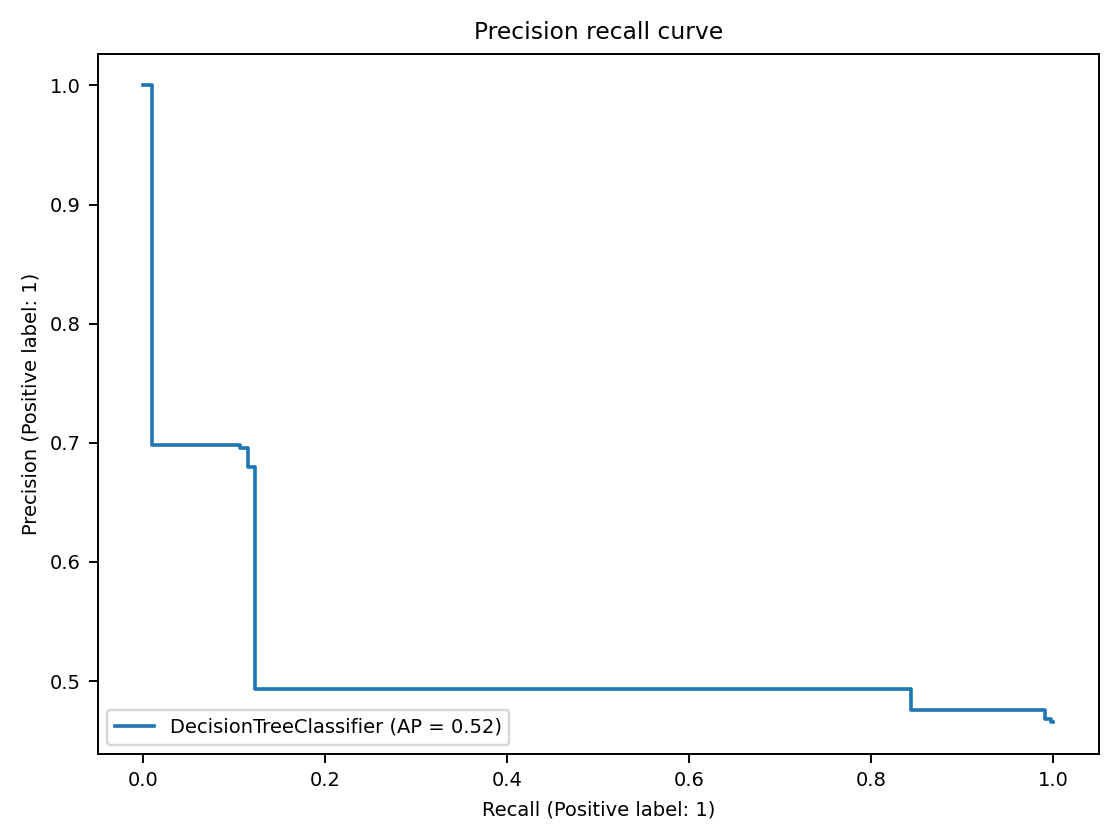 Precision recall curve
1.0
0.9
0.8
0.7
0.6
0.5
Precision (Positive label: 1)
DecisionTreeClassifier (AP = 0.52)
0.0 0.2 0.4 0.6 0.8 1.0
Recall (Positive label: 1)